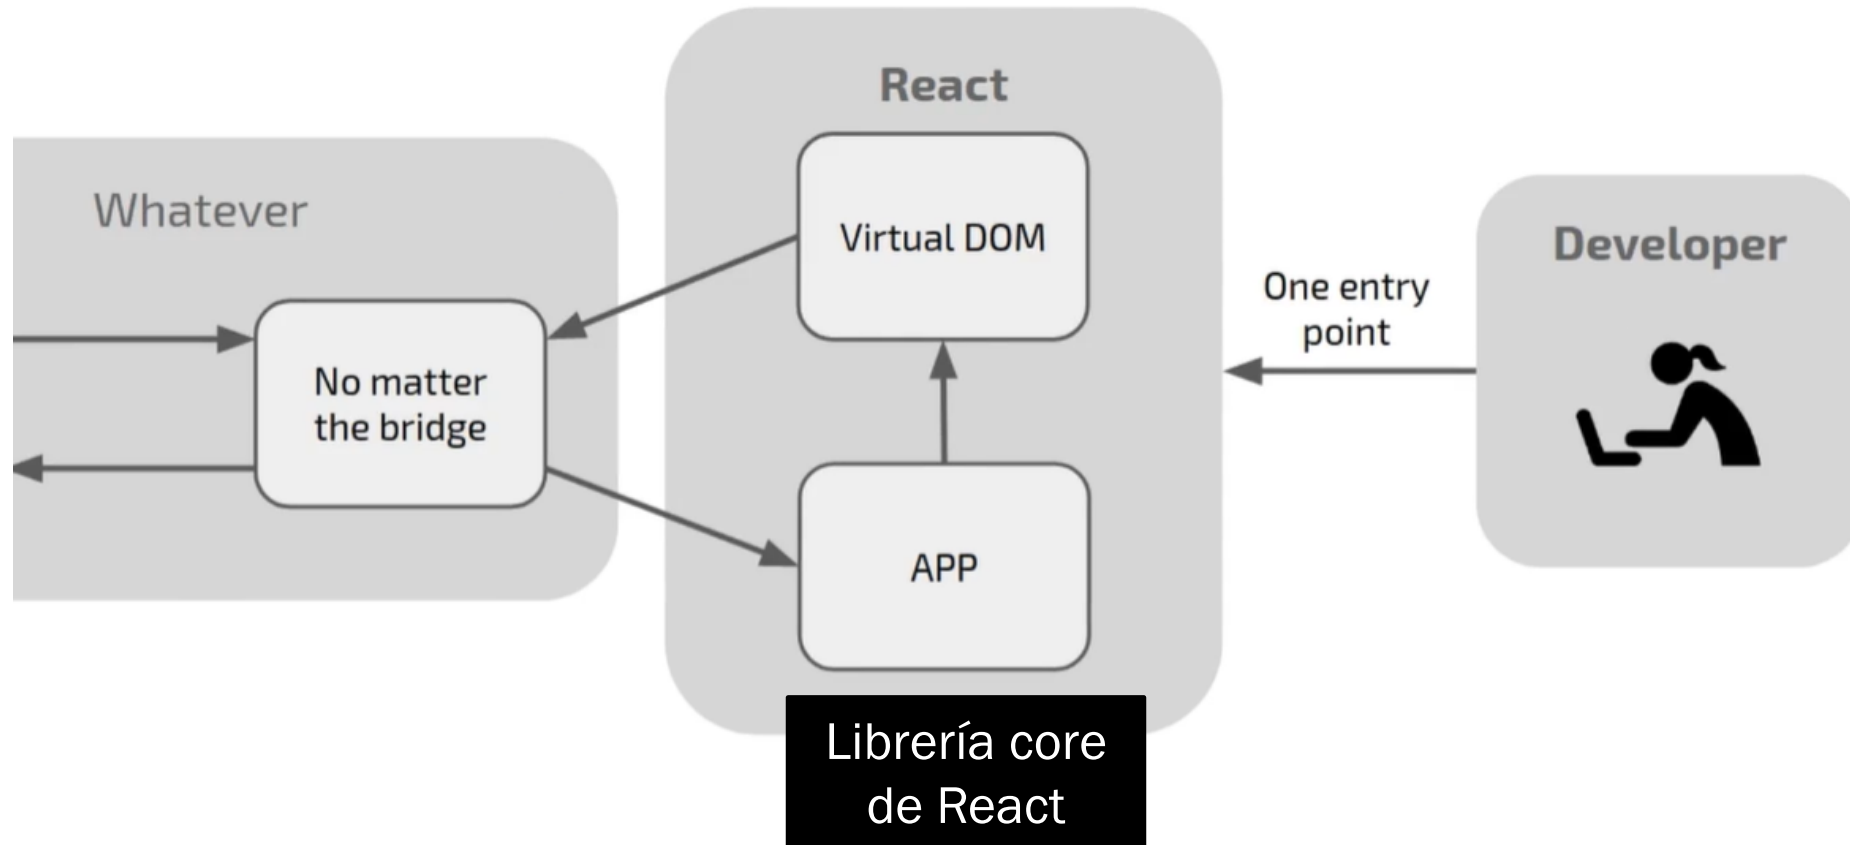 React
Whatever
Virtual DOM
Developer
One entry
point
No matter
the bridge
APP
Librería core
de React